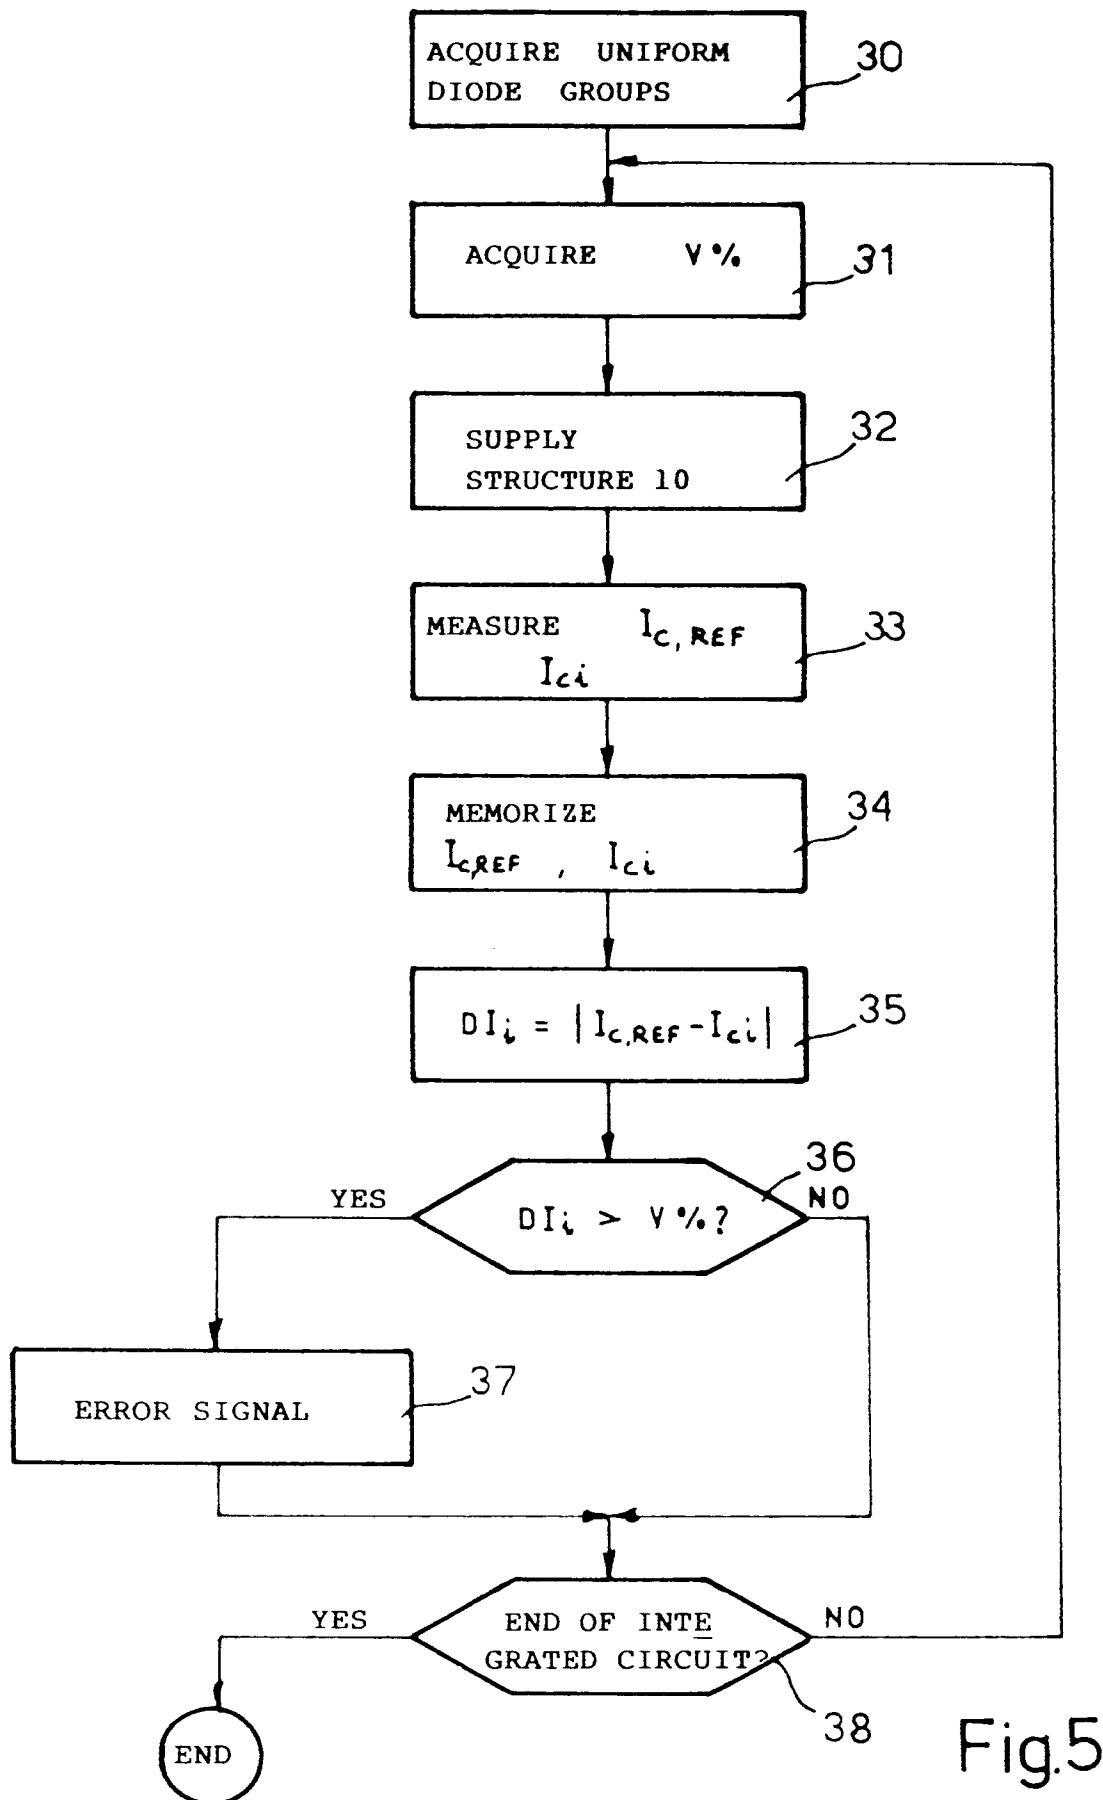 ACQUIRE UNIFORM
DIODE GROUPS
30
ACQUIRE V%
31
SUPPLY
STRUCTURE 10
32
MEASURE I_C,REF
I_ci
33
MEMORIZE
I_C,REF , I_ci
34
DI_i = |I_C,REF - I_ci|
35
36
YES
NO
DI_i > V%?
ERROR SIGNAL
37
YES
NO
END OF INTE
GRATED CIRCUIT?
38
END
Fig.5